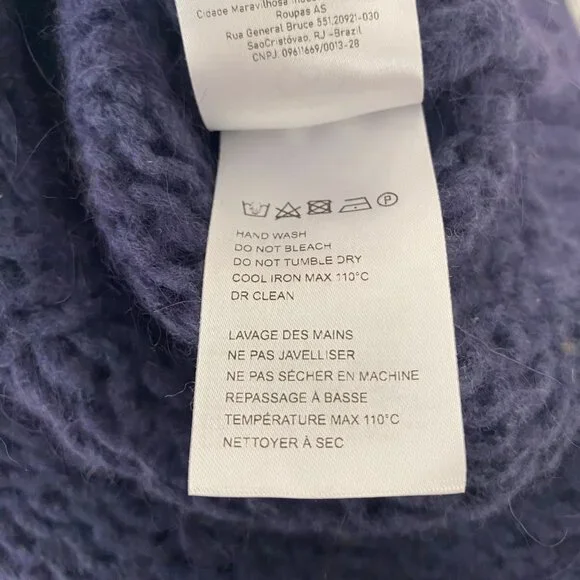 Cidade Maravilhosa
Roupas AS
Rua General Bruce 551,20921-030
SaoCristóvao, RJ -Brazil
CNPJ: 09611669/0013-28
P
HAND WASH
DO NOT BLEACH
DO NOT TUMBLE DRY
COOL IRON MAX 110°C
DR CLEAN
LAVAGE DES MAINS
NE PAS JAVELLISER
NE PAS SÉCHER EN MACHINE
REPASSAGE À BASSE
TEMPÉRATURE MAX 110°C
NETTOYER À SEC